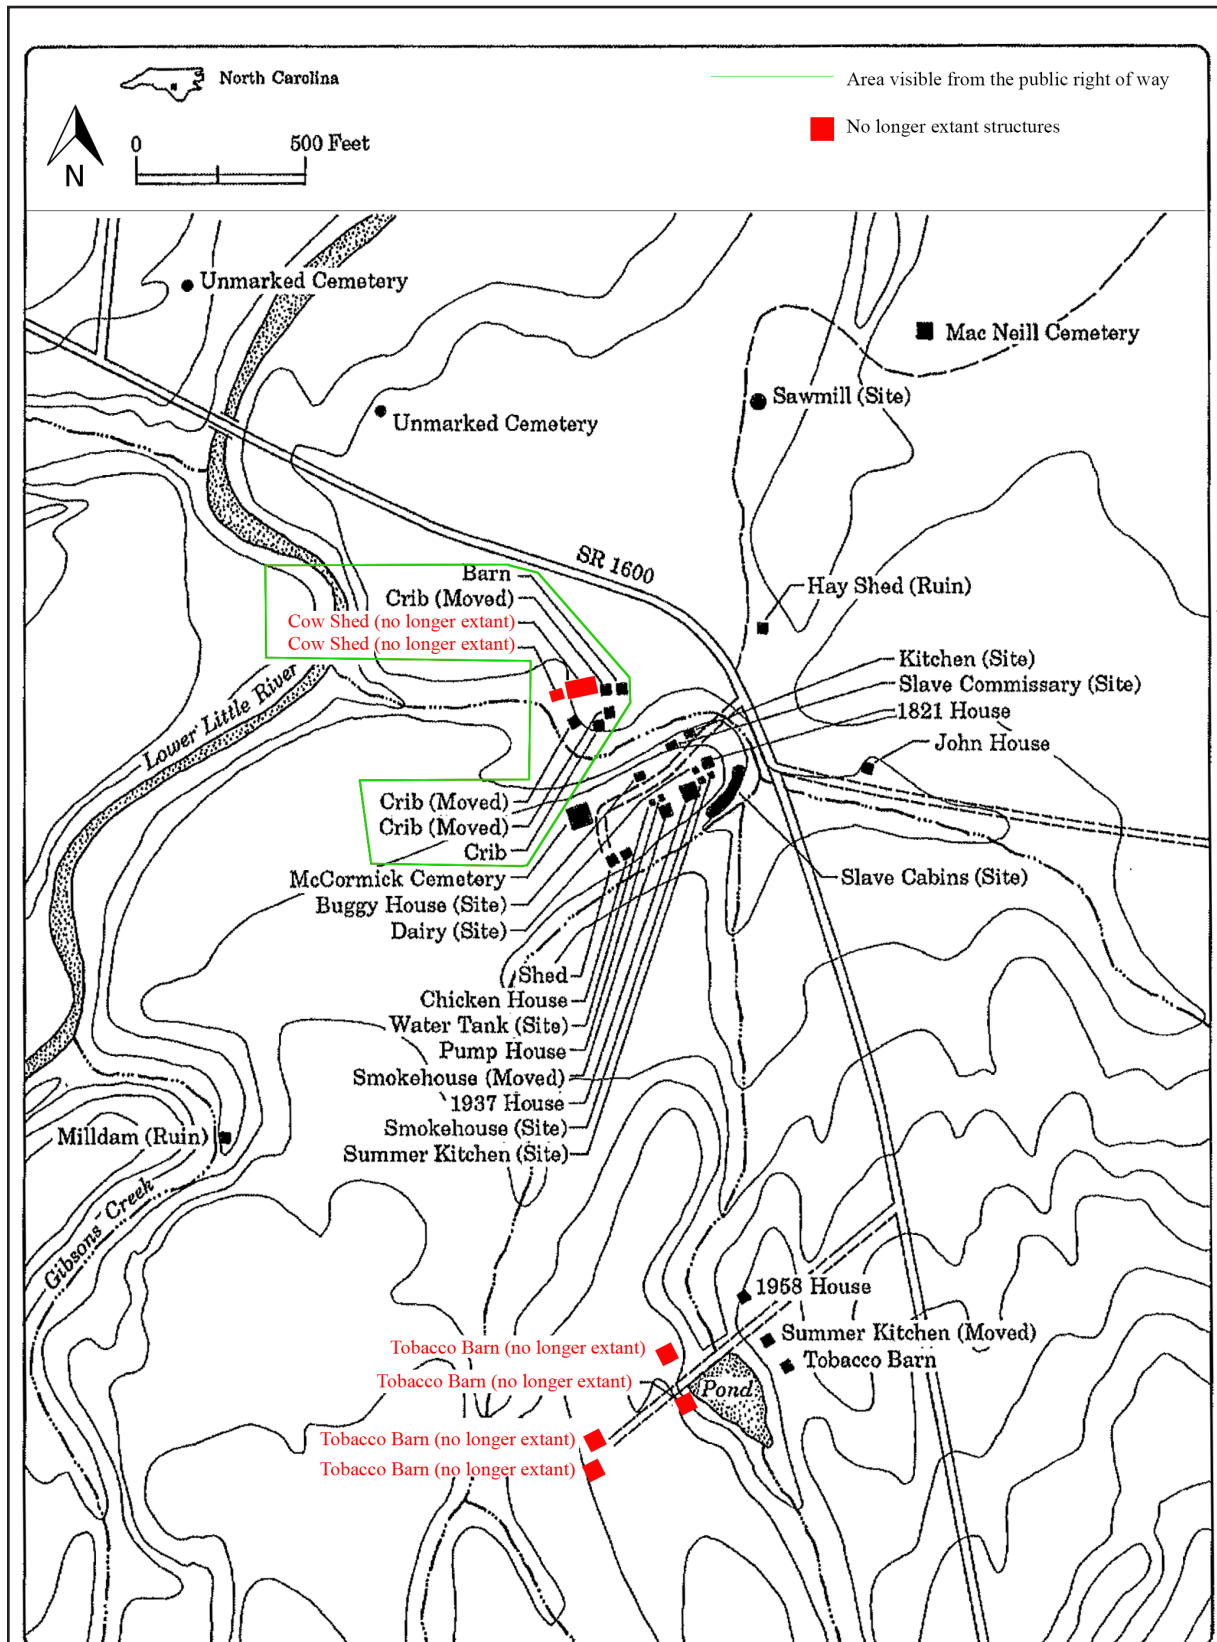 North Carolina
Area visible from the public right of way
No longer extant structures
0 500 Feet
N
Unmarked Cemetery
Mac Neill Cemetery
Sawmill (Site)
Unmarked Cemetery
SR 1600
Barn
Hay Shed (Ruin)
Crib (Moved)
Cow Shed (no longer extant)
Cow Shed (no longer extant)
Kitchen (Site)
Slave Commissary (Site)
1821 House
John House
Lower Little River
Crib (Moved)
Crib (Moved)
Crib
McCormick Cemetery
Slave Cabins (Site)
Buggy House (Site)
Dairy (Site)
Shed
Chicken House
Water Tank (Site)
Pump House
Smokehouse (Moved)
1937 House
Smokehouse (Site)
Milldam (Ruin)
Summer Kitchen (Site)
Gibsons Creek
1958 House
Summer Kitchen (Moved)
Tobacco Barn (no longer extant)
Tobacco Barn
Tobacco Barn (no longer extant)
Pond
Tobacco Barn (no longer extant)
Tobacco Barn (no longer extant)